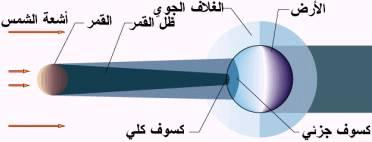 الأرض
الغلاف الجوي
ظل القمر
القمر
أشعة الشمس
كسوف جزئي
كسوف كلي